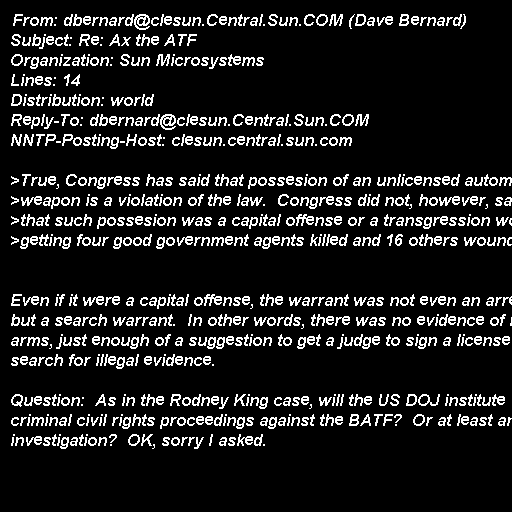 From: dbernard@clesun.Central.Sun.COM (Dave Bernard)
Subject: Re: Ax the ATF
Organization: Sun Microsystems
Lines: 14
Distribution: world
Reply-To: dbernard@clesun.Central.Sun.COM
NNTP-Posting-Host: clesun.central.sun.com

>True, Congress has said that possesion of an unlicensed
>weapon is a violation of the law.  Congress did not, however,
>that such possesion was a capital offense or a transgression
>getting four good government agents killed and 16 others

Even if it were a capital offense, the warrant was not even an
but a search warrant.  In other words, there was no evidence of
arms, just enough of a suggestion to get a judge to sign a license
search for illegal evidence.

Question:  As in the Rodney King case, will the US DOJ institute
criminal civil rights proceedings against the BATF?  Or at least
investigation?  OK, sorry I asked.